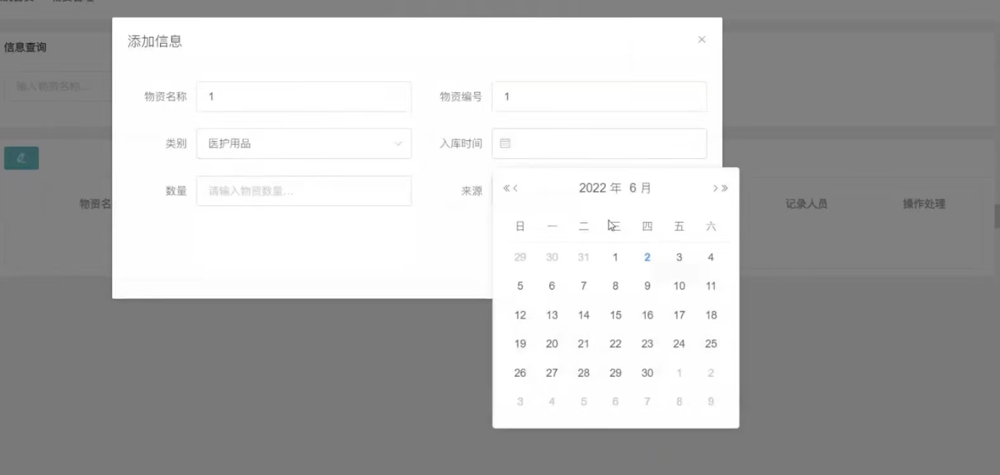 信息查询
添加信息
输入物资名称...
物资名称 1 物资编号 1
类别 医护用品 入库时间
数量 请输入物资数量... 来源
2022 年 6 月
物资名 记录人员 操作处理
日 一 二 三 四 五 六
29 30 31 1 2 3 4
5 6 7 8 9 10 11
12 13 14 15 16 17 18
19 20 21 22 23 24 25
26 27 28 29 30 1 2
3 4 5 6 7 8 9